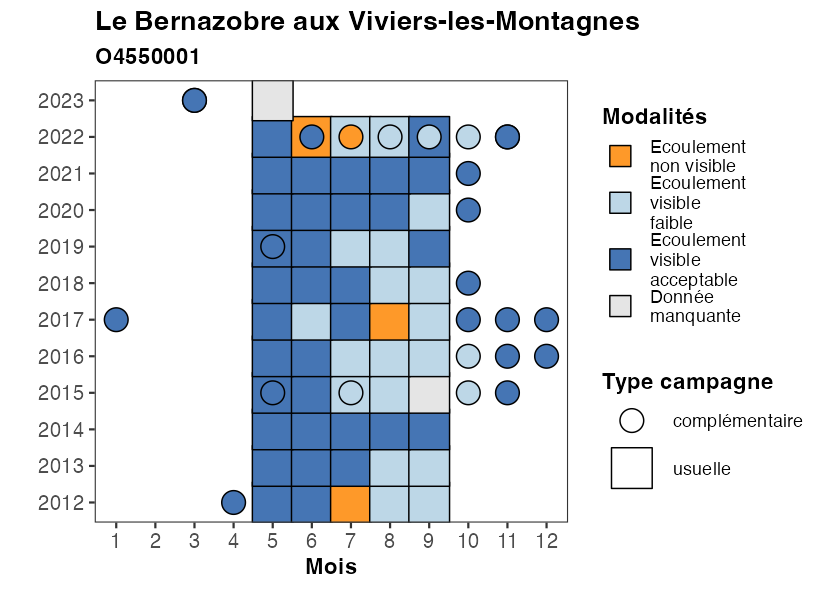 Le Bernazobre aux Viviers-les-Montagnes
O4550001
2023
2022
2021
2020
2019
2018
2017
2016
2015
2014
2013
2012
1 2 3 4 5 6 7 8 9 10 11 12
Mois
Modalités
Ecoulement
non visible
Ecoulement
visible
faible
Ecoulement
visible
acceptable
Donnée
manquante
Type campagne
complémentaire
usuelle